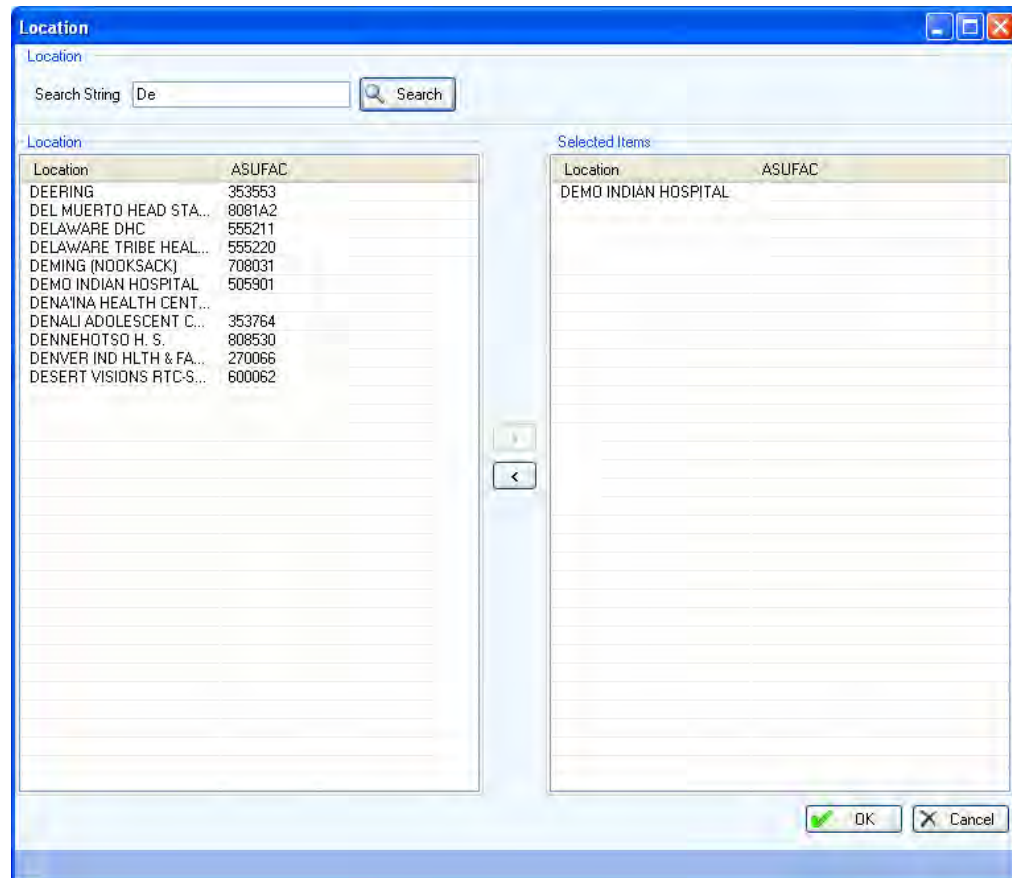 Location
Location
Search String De Search
Location
Location ASUFAC
DEERING 353553
DEL MUERTO HEAD STA... 8081A2
DELAWARE DHC 555211
DELAWARE TRIBE HEAL... 555220
DEMING (NOOKSACK) 708031
DEMO INDIAN HOSPITAL 505901
DENA'INA HEALTH CENT...
DENALI ADOLESCENT C... 353764
DENNEHOTSO H. S. 808530
DENVER IND HLTH & FA... 270066
DESERT VISIONS RTC-S... 600062
>
<
Selected Items
Location ASUFAC
DEMO INDIAN HOSPITAL
OK Cancel